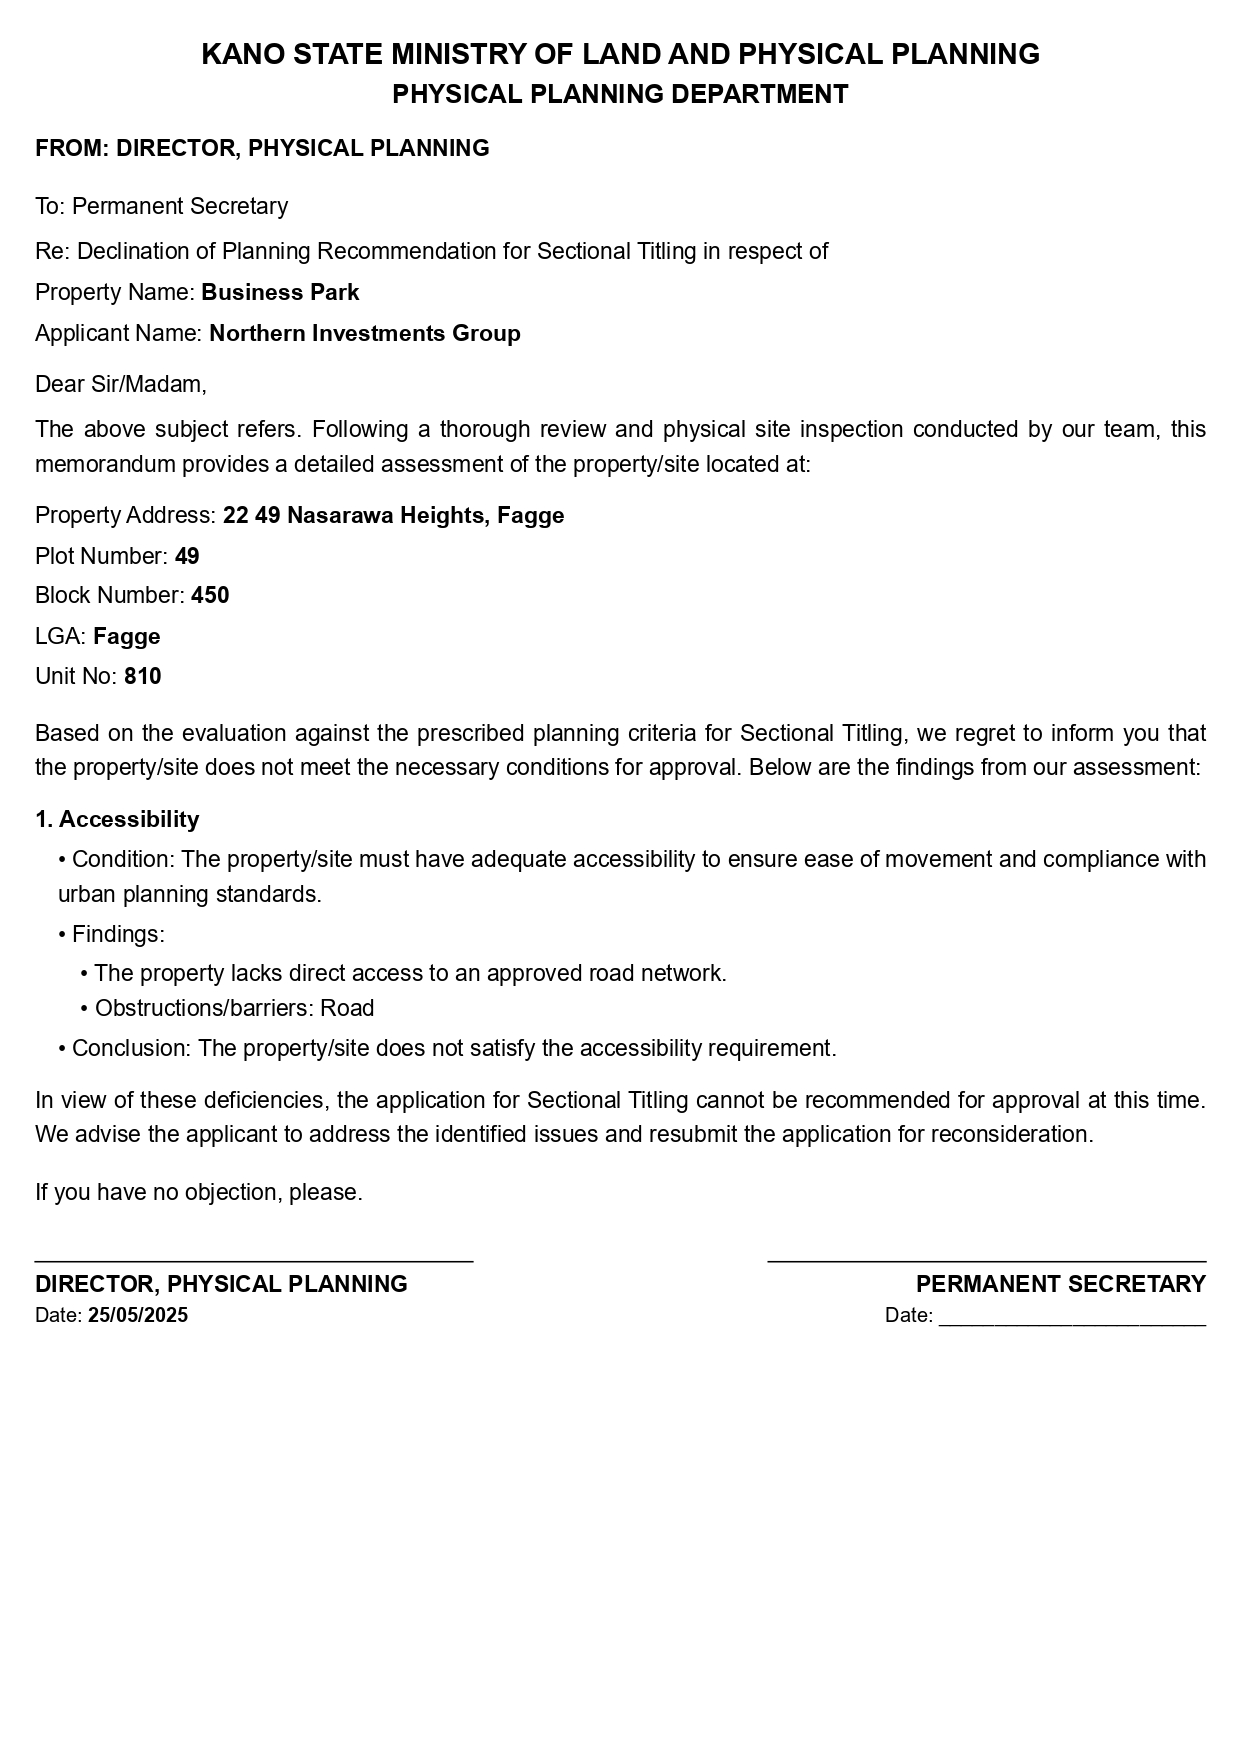 KANO STATE MINISTRY OF LAND AND PHYSICAL PLANNING
PHYSICAL PLANNING DEPARTMENT
FROM: DIRECTOR, PHYSICAL PLANNING
To: Permanent Secretary
Re: Declination of Planning Recommendation for Sectional Titling in respect of
Property Name: Business Park
Applicant Name: Northern Investments Group
Dear Sir/Madam,
The above subject refers. Following a thorough review and physical site inspection conducted by our team, this
memorandum provides a detailed assessment of the property/site located at:
Property Address: 22 49 Nasarawa Heights, Fagge
Plot Number: 49
Block Number: 450
LGA: Fagge
Unit No: 810
Based on the evaluation against the prescribed planning criteria for Sectional Titling, we regret to inform you that
the property/site does not meet the necessary conditions for approval. Below are the findings from our assessment:
1. Accessibility
• Condition: The property/site must have adequate accessibility to ensure ease of movement and compliance with
urban planning standards.
• Findings:
• The property lacks direct access to an approved road network.
• Obstructions/barriers: Road
• Conclusion: The property/site does not satisfy the accessibility requirement.
In view of these deficiencies, the application for Sectional Titling cannot be recommended for approval at this time.
We advise the applicant to address the identified issues and resubmit the application for reconsideration.
If you have no objection, please.
DIRECTOR, PHYSICAL PLANNING
Date: 25/05/2025
PERMANENT SECRETARY
Date: ________________________